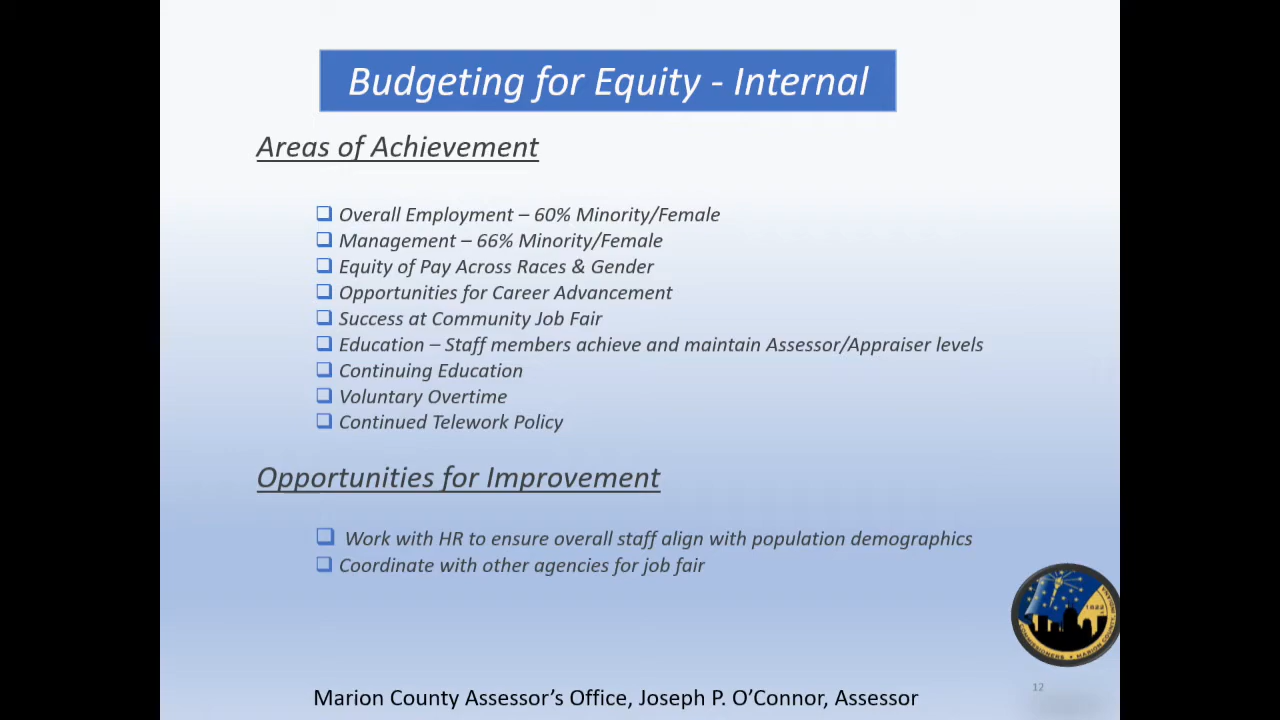 Budgeting for Equity - Internal
Areas of Achievement
Overall Employment – 60% Minority/Female
Management – 66% Minority/Female
Equity of Pay Across Races & Gender
Opportunities for Career Advancement
Success at Community Job Fair
Education – Staff members achieve and maintain Assessor/Appraiser levels
Continuing Education
Voluntary Overtime
Continued Telework Policy
Opportunities for Improvement
Work with HR to ensure overall staff align with population demographics
Coordinate with other agencies for job fair
1822
COMMISSIONERS • MARION COUNTY
12
Marion County Assessor's Office, Joseph P. O'Connor, Assessor